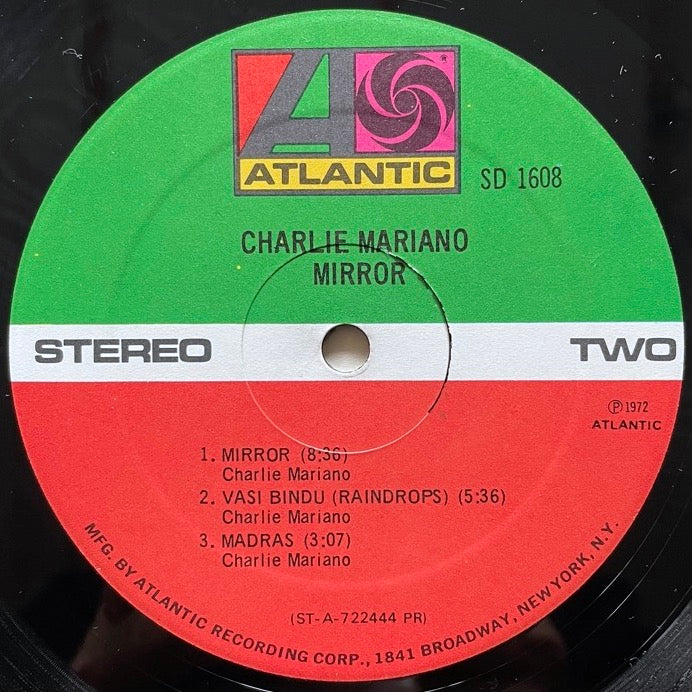 ATLANTIC
®
SD 1608
CHARLIE MARIANO
MIRROR
STEREO
TWO
Ⓟ 1972
ATLANTIC
1. MIRROR (8:36)
Charlie Mariano
2. VASI BINDU (RAINDROPS) (5:36)
Charlie Mariano
3. MADRAS (3:07)
Charlie Mariano
(ST-A-722444 PR)
MFG. BY ATLANTIC RECORDING CORP., 1841 BROADWAY, NEW YORK, N.Y.